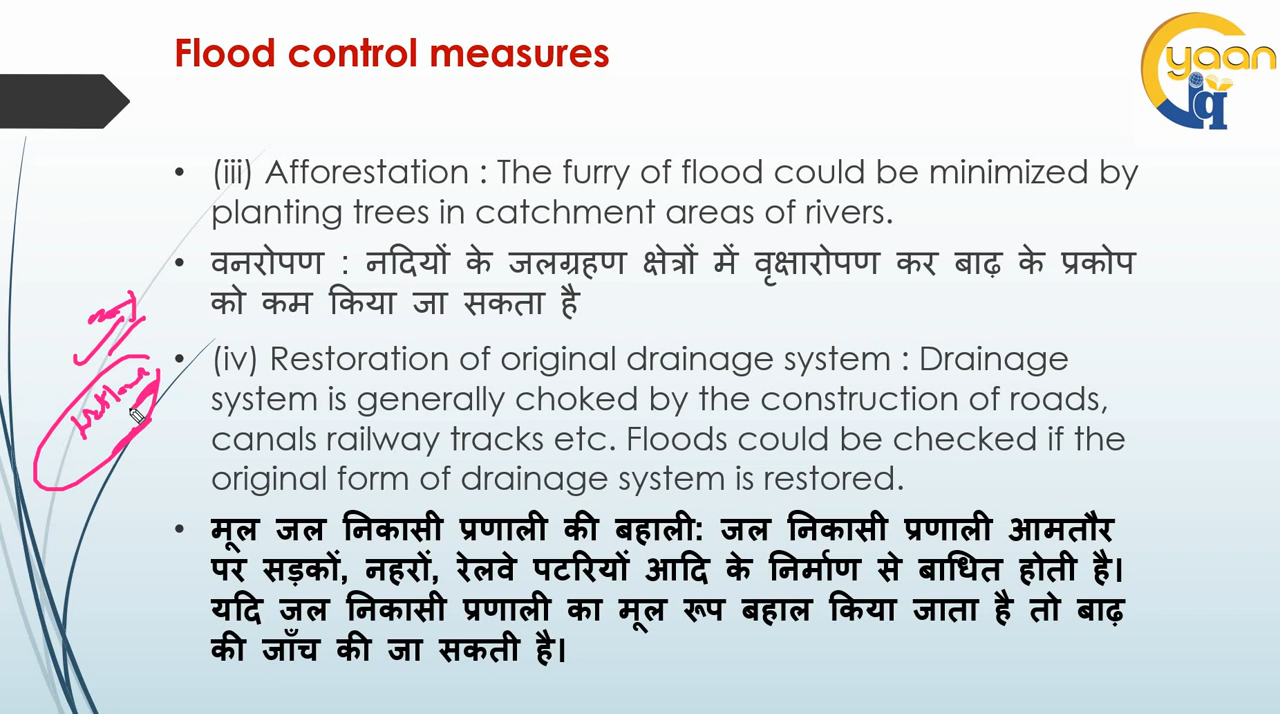 Flood control measures
yaan
iq
(iii) Afforestation : The furry of flood could be minimized by
planting trees in catchment areas of rivers.
वनरोपण : नदियों के जलग्रहण क्षेत्रों में वृक्षारोपण कर बाढ़ के प्रकोप
को कम किया जा सकता है
(iv) Restoration of original drainage system : Drainage
system is generally choked by the construction of roads,
canals railway tracks etc. Floods could be checked if the
original form of drainage system is restored.
मूल जल निकासी प्रणाली की बहाली: जल निकासी प्रणाली आमतौर
पर सड़कों, नहरों, रेलवे पटरियों आदि के निर्माण से बाधित होती है।
यदि जल निकासी प्रणाली का मूल रूप बहाल किया जाता है तो बाढ़
की जाँच की जा सकती है।